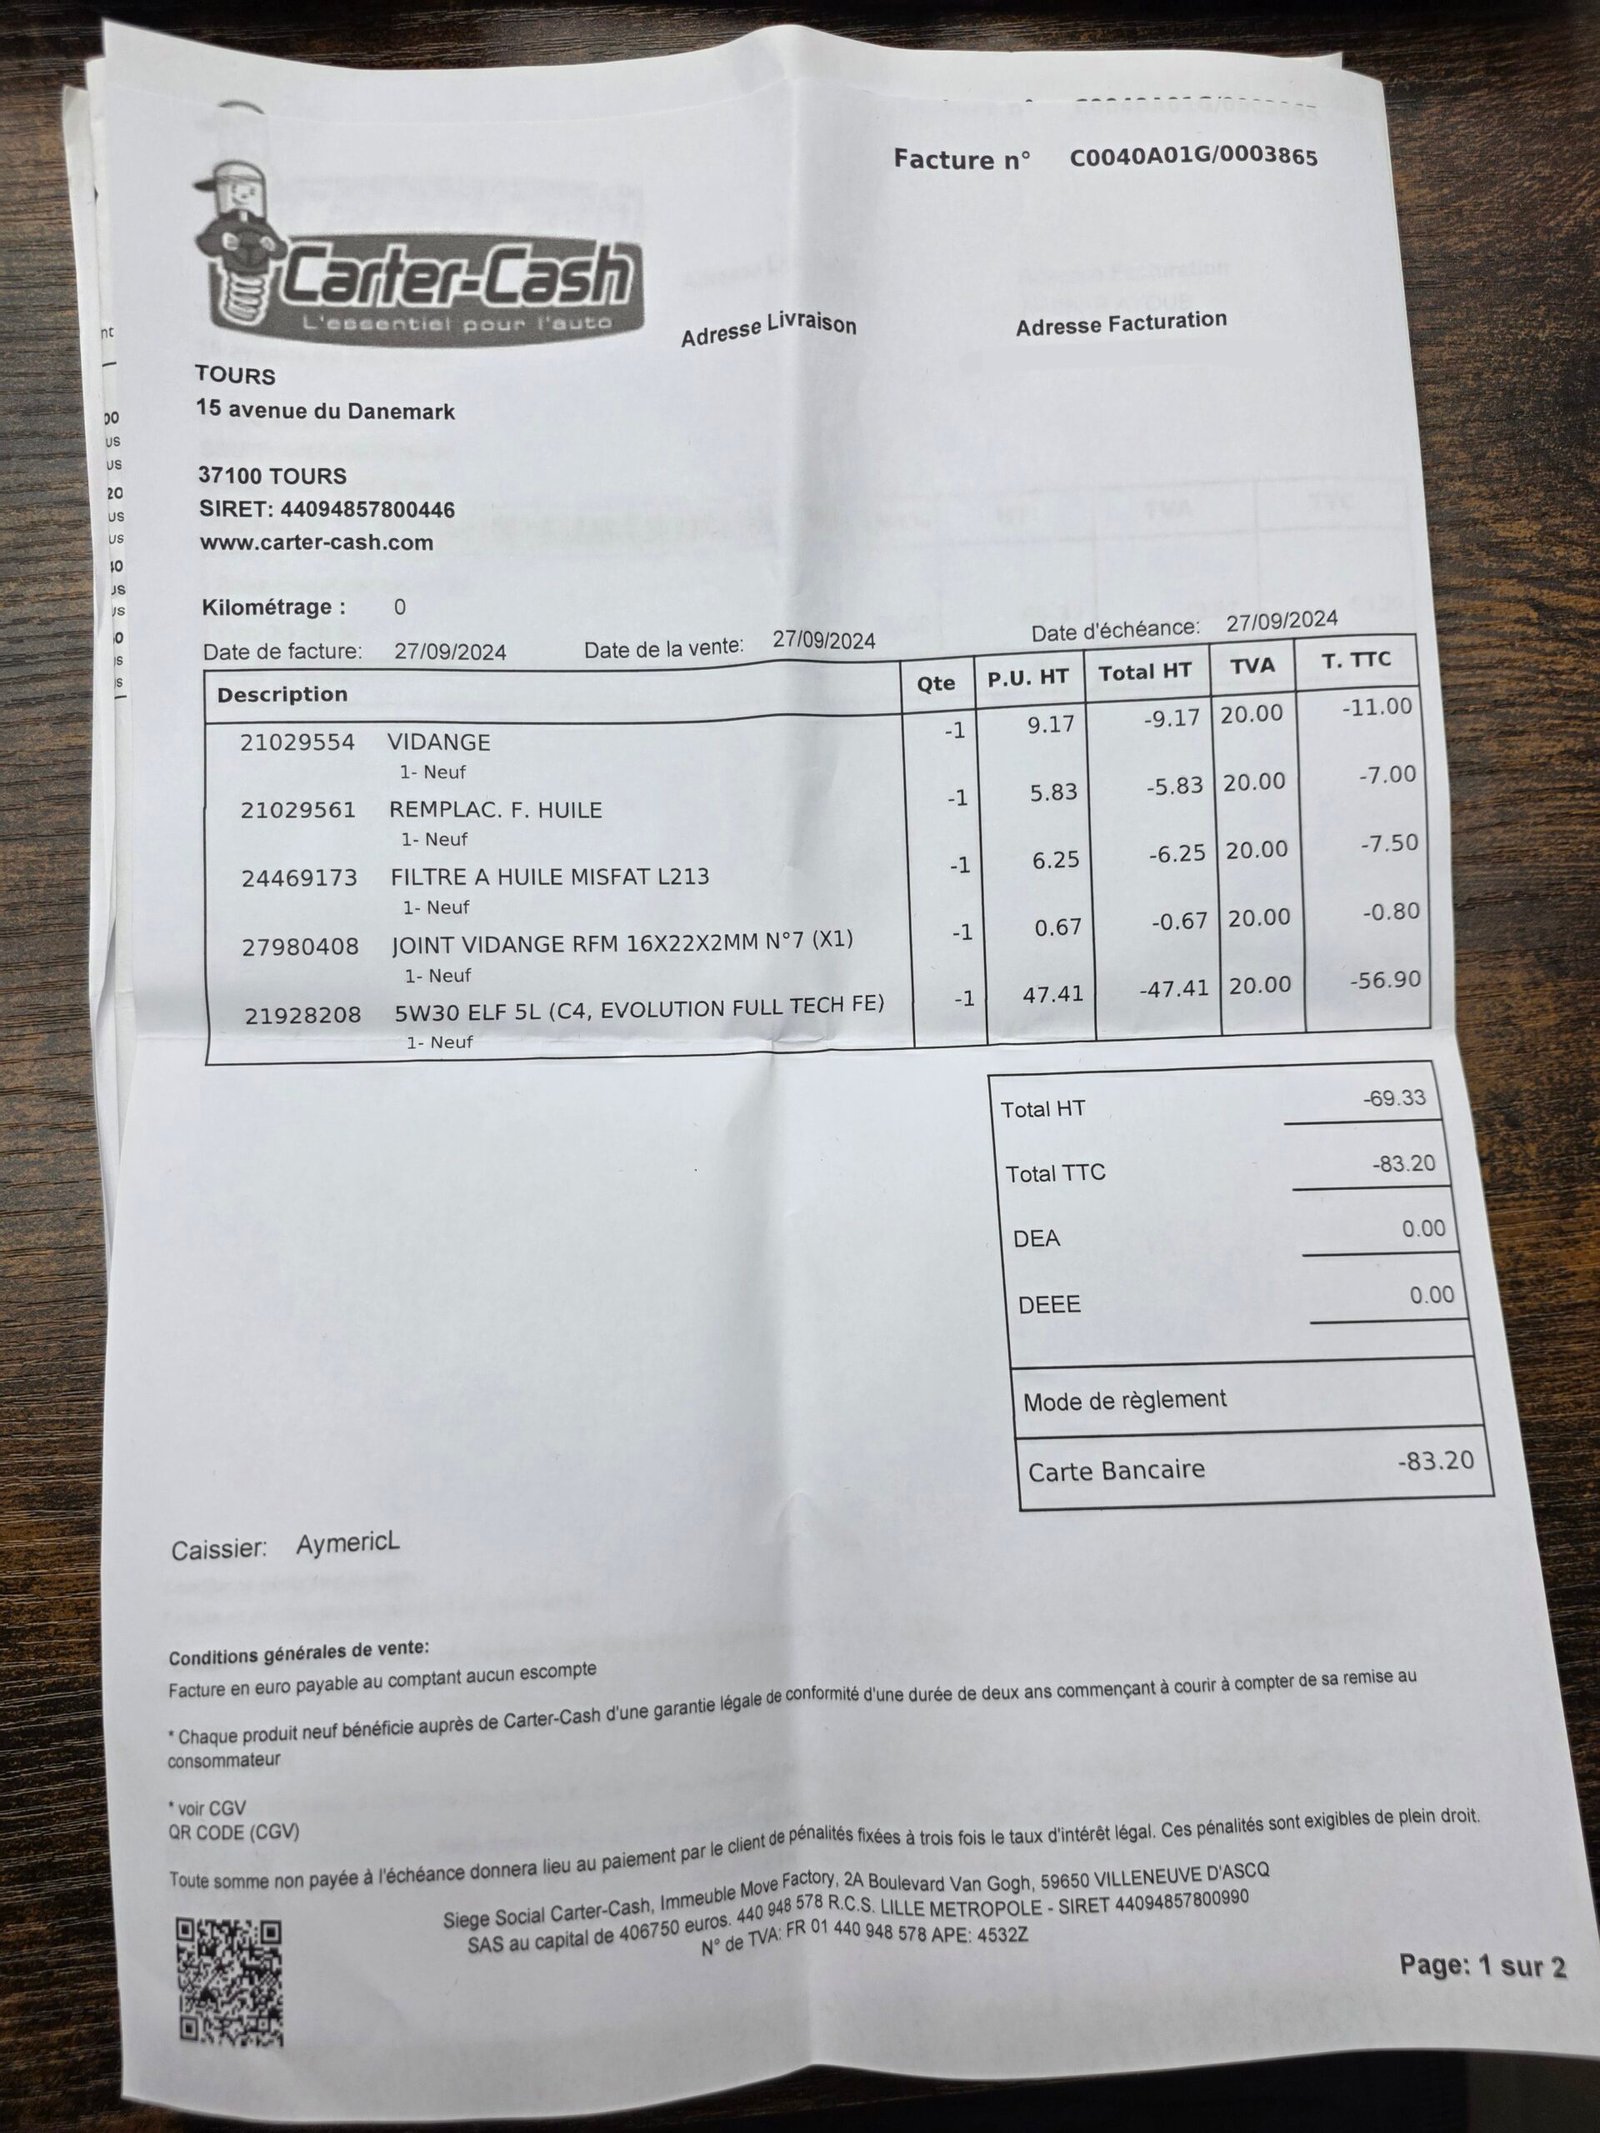 Facture n° C0040A01G/0003865
Carter-Cash
L'essentiel pour l'auto
Adresse Livraison
Adresse Facturation
TOURS
15 avenue du Danemark
37100 TOURS
SIRET: 44094857800446
www.carter-cash.com
Kilométrage : 0
Date de facture: 27/09/2024 Date de la vente: 27/09/2024 Date d'échéance: 27/09/2024
Description Qte P.U. HT Total HT TVA T. TTC
21029554 VIDANGE -1 9.17 -9.17 20.00 -11.00
1- Neuf
21029561 REMPLAC. F. HUILE -1 5.83 -5.83 20.00 -7.00
1- Neuf
24469173 FILTRE A HUILE MISFAT L213 -1 6.25 -6.25 20.00 -7.50
1- Neuf
27980408 JOINT VIDANGE RFM 16X22X2MM N°7 (X1) -1 0.67 -0.67 20.00 -0.80
1- Neuf
21928208 5W30 ELF 5L (C4, EVOLUTION FULL TECH FE) -1 47.41 -47.41 20.00 -56.90
1- Neuf
Total HT -69.33
Total TTC -83.20
DEA 0.00
DEEE 0.00
Mode de règlement
Carte Bancaire -83.20
Caissier: AymericL
Conditions générales de vente:
Facture en euro payable au comptant aucun escompte
* Chaque produit neuf bénéficie auprès de Carter-Cash d'une garantie légale de conformité d'une durée de deux ans commençant à courir à compter de sa remise au
consommateur
* voir CGV
QR CODE (CGV)
Toute somme non payée à l'échéance donnera lieu au paiement par le client de pénalités fixées à trois fois le taux d'intérêt légal. Ces pénalités sont exigibles de plein droit.
Siege Social Carter-Cash, Immeuble Move Factory, 2A Boulevard Van Gogh, 59650 VILLENEUVE D'ASCQ
SAS au capital de 406750 euros. 440 948 578 R.C.S. LILLE METROPOLE - SIRET 44094857800990
N° de TVA: FR 01 440 948 578 APE: 4532Z
Page: 1 sur 2